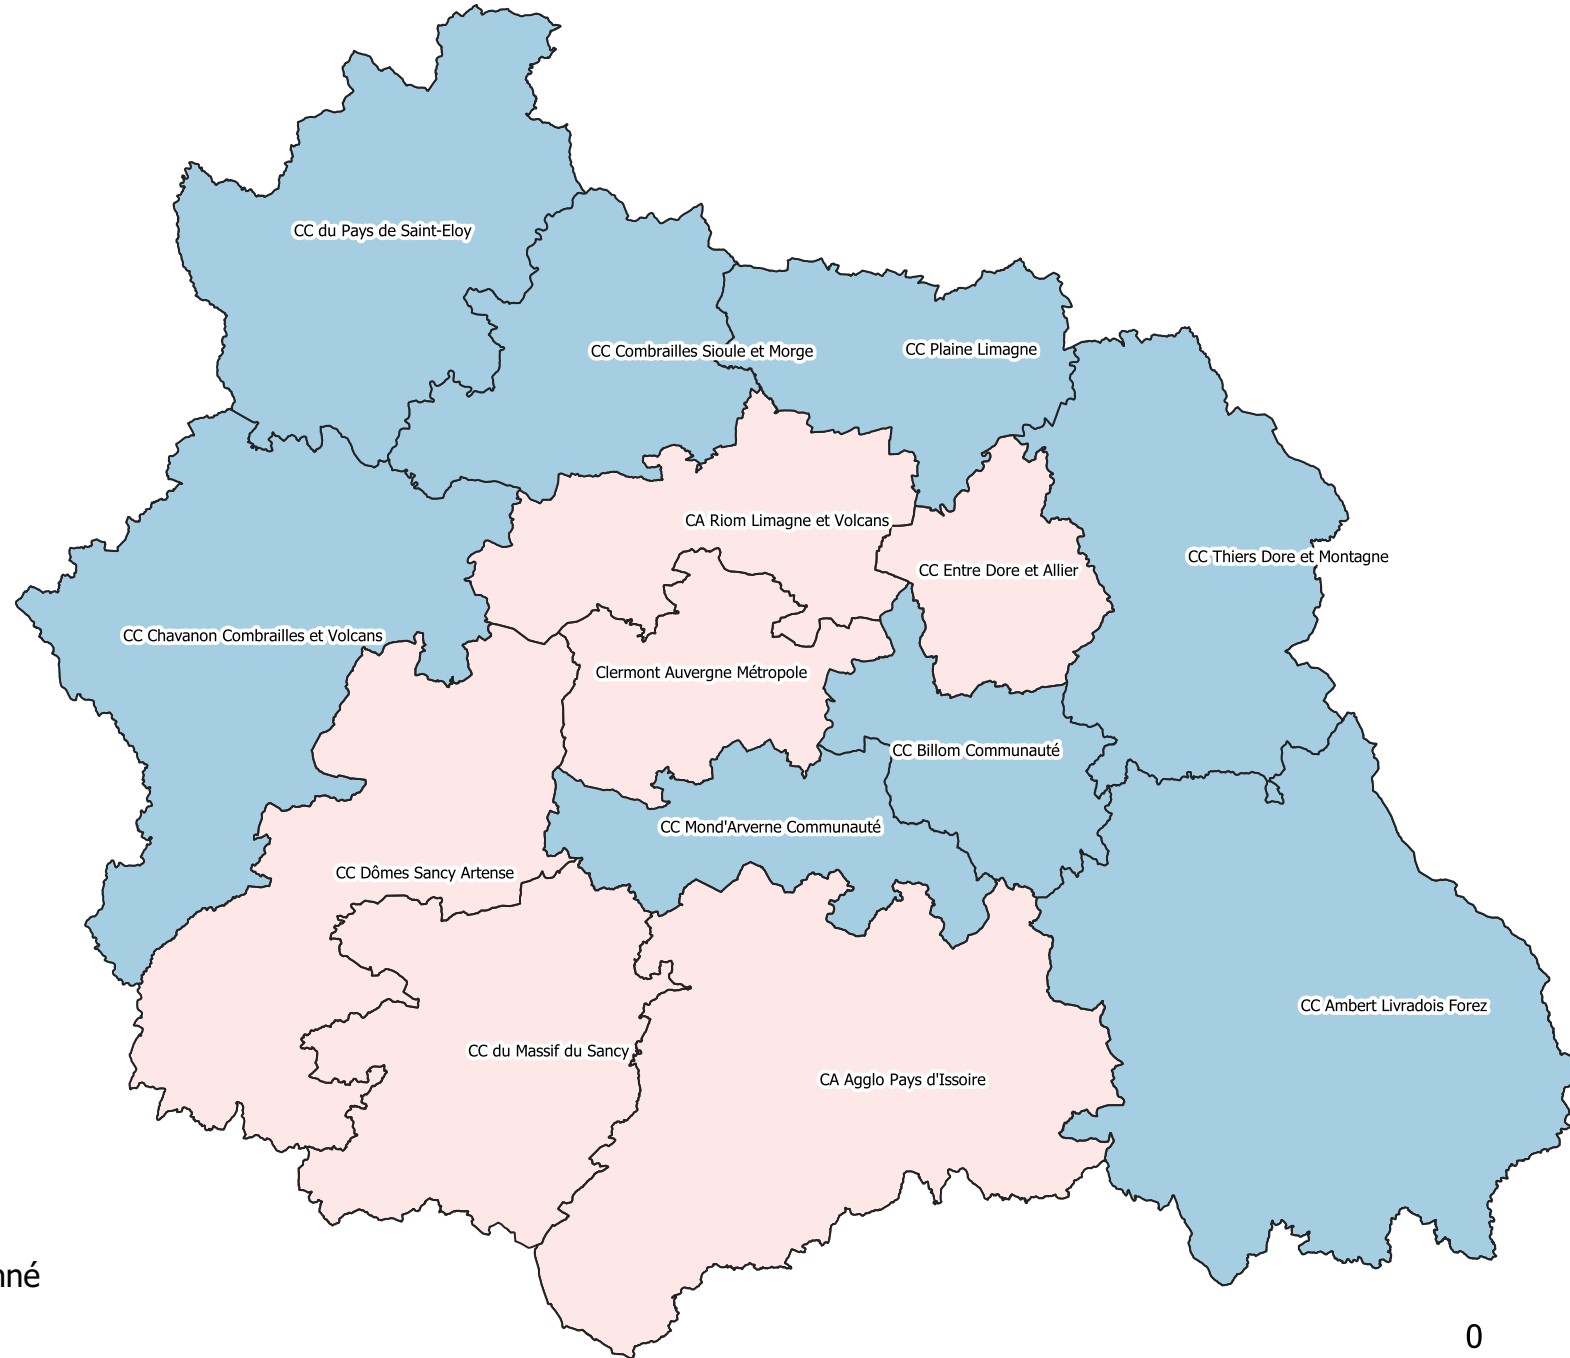 CC du Pays de Saint-Eloy
CC Combrailles Sioule et Morge
CC Plaine Limagne
CA Riom Limagne et Volcans
CC Thiers Dore et Montagne
CC Entre Dore et Allier
CC Chavanon Combrailles et Volcans
Clermont Auvergne Métropole
CC Billom Communauté
CC Mond'Arverne Communauté
CC Dômes Sancy Artense
CC Ambert Livradois Forez
CC du Massif du Sancy
CA Agglo Pays d'Issoire
0